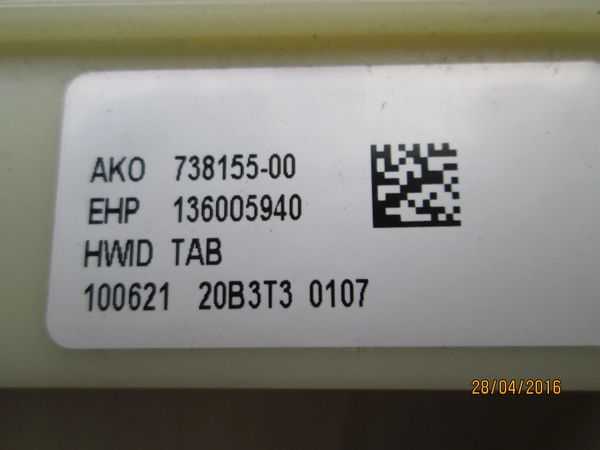 AKO 738155-00
EHP 136005940
HWID TAB
100621 20B3T3 0107
28/04/2016